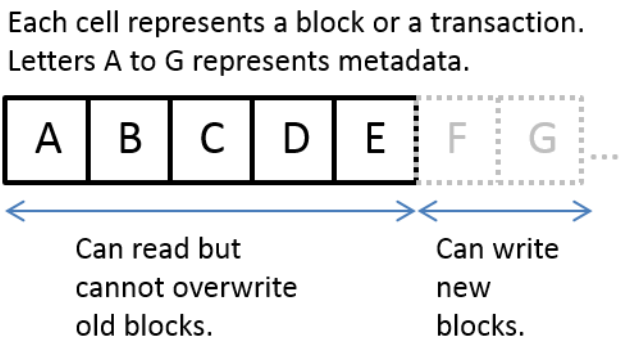 Each cell represents a block or a transaction.
Letters A to G represents metadata.
A B C D E F G ...
Can read but
cannot overwrite
old blocks.
Can write
new
blocks.